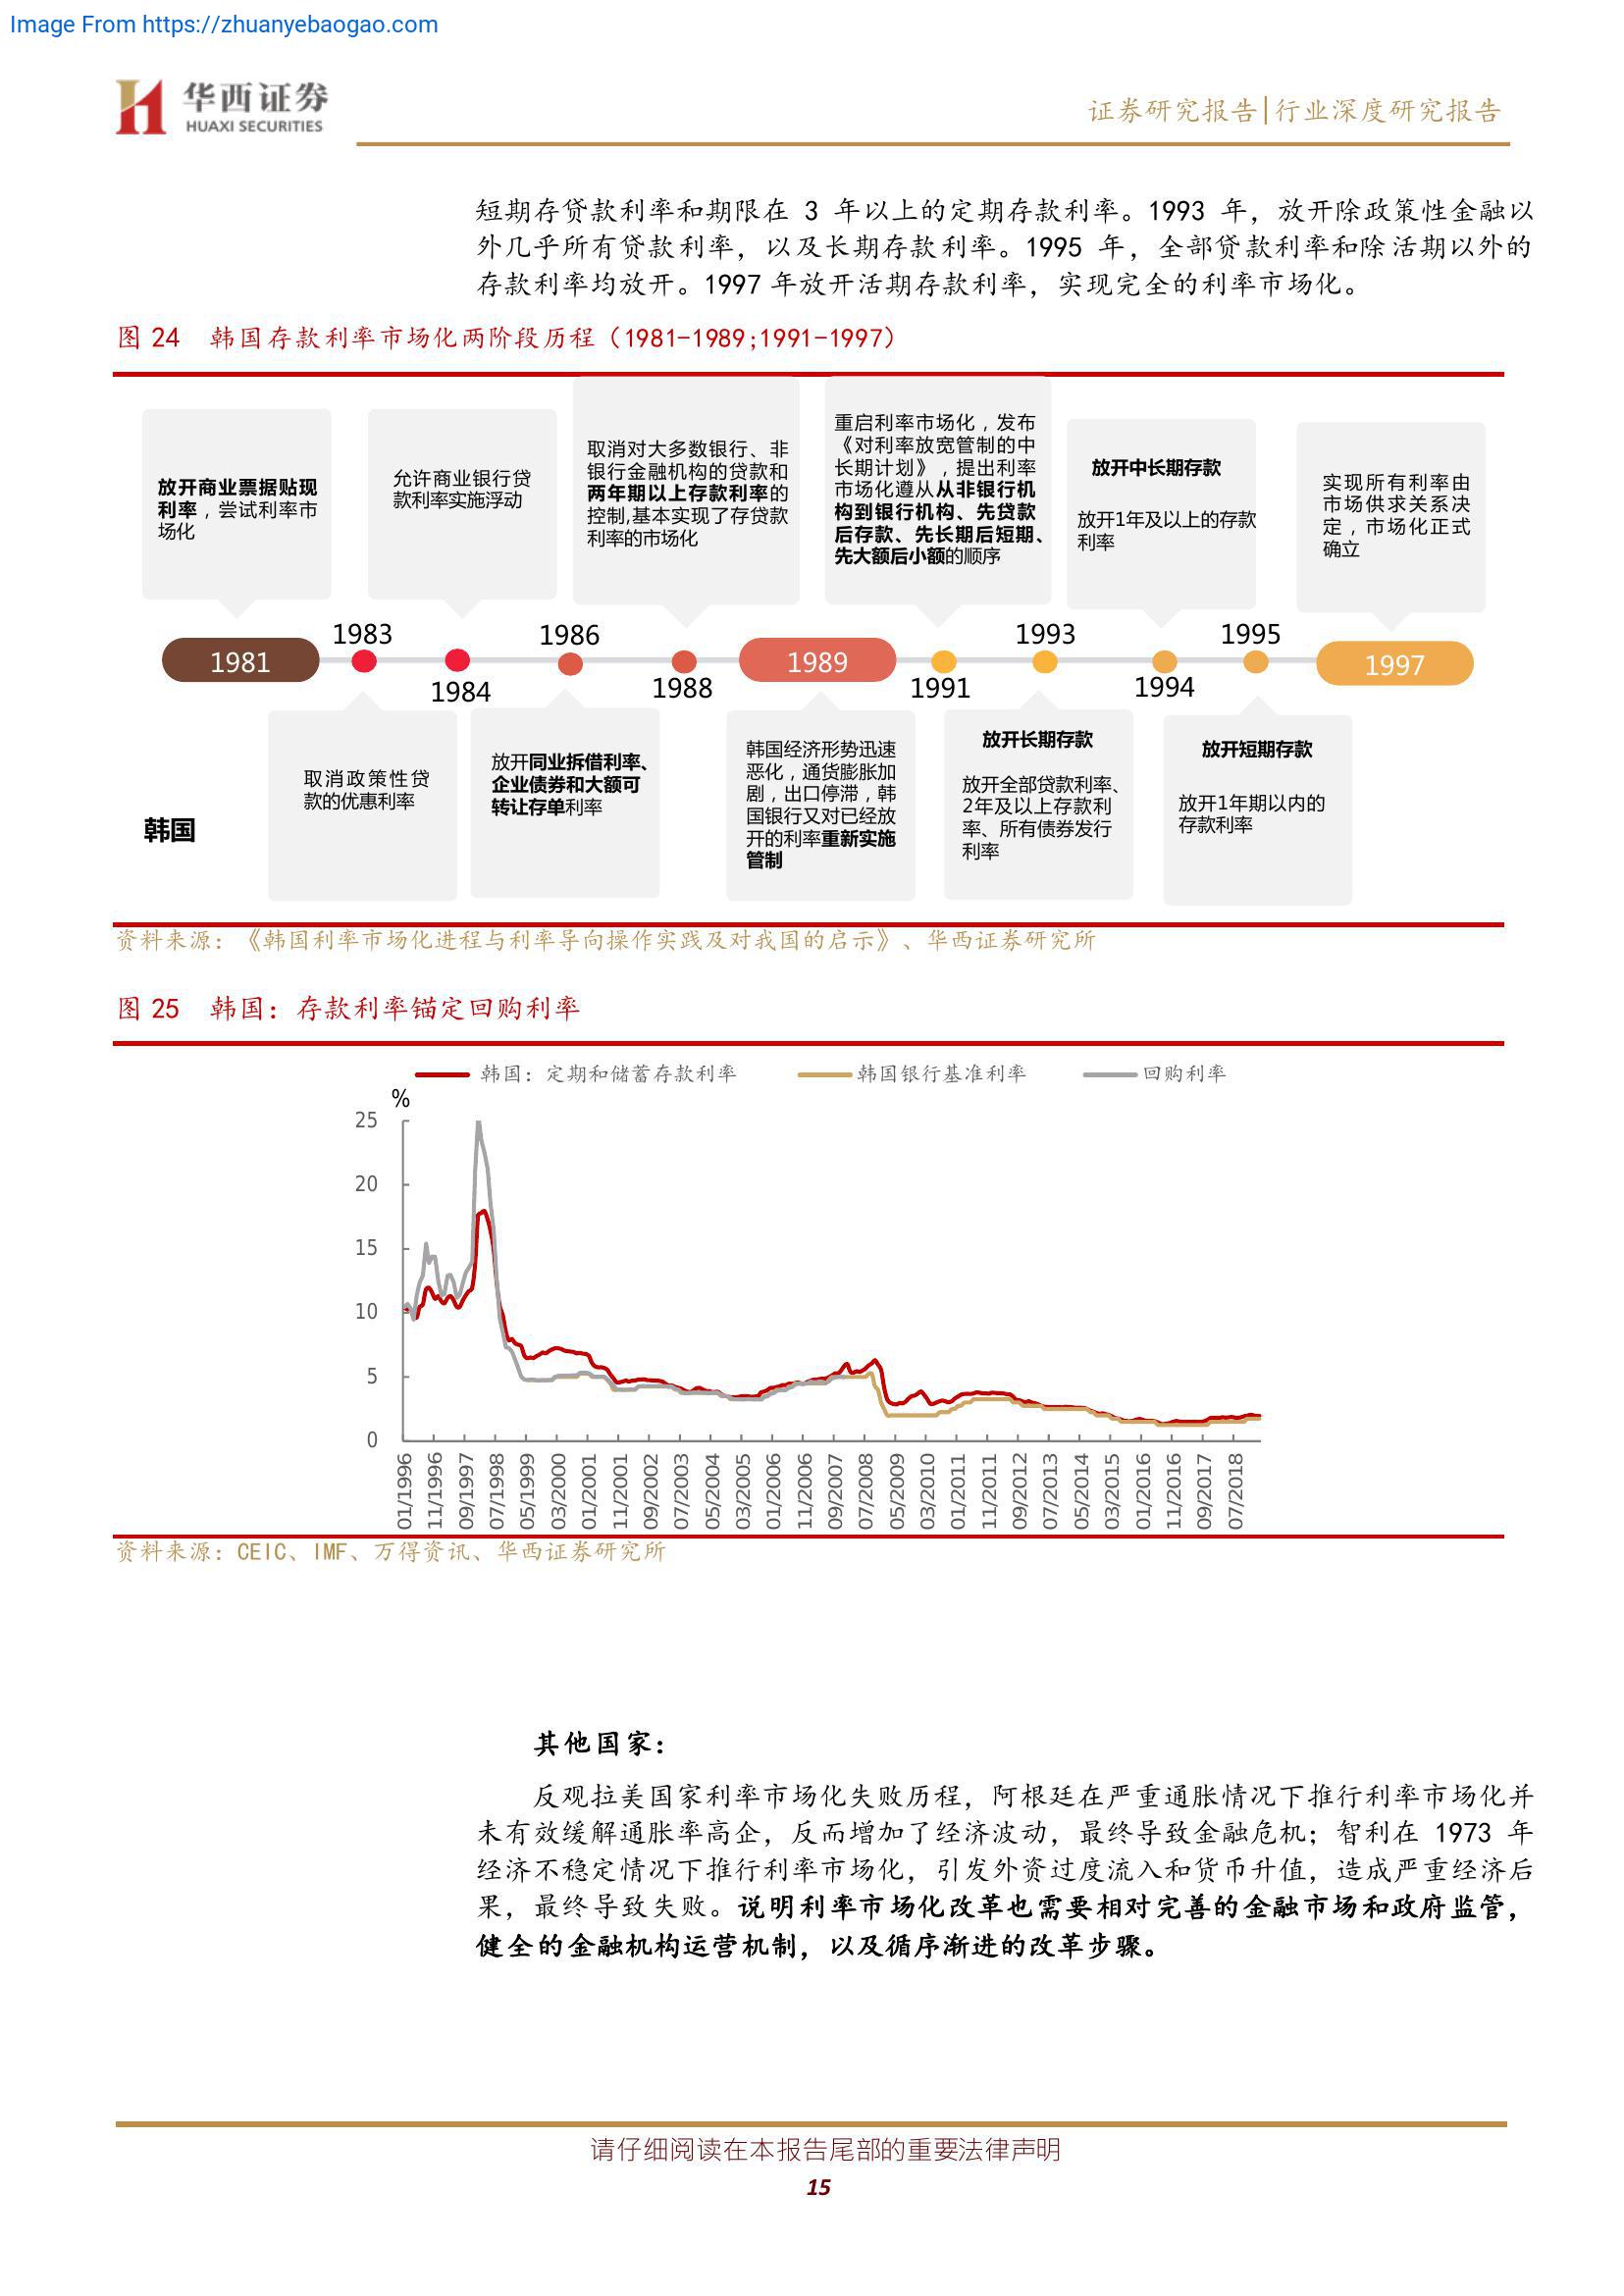 Image From https://zhuanyebaogao.com
华西证券
HUAXI SECURITIES
证券研究报告|行业深度研究报告
短期存贷款利率和期限在 3 年以上的定期存款利率。1993 年，放开除政策性金融以
外几乎所有贷款利率，以及长期存款利率。1995 年，全部贷款利率和除活期以外的
存款利率均放开。1997 年放开活期存款利率，实现完全的利率市场化。
图 24 韩国存款利率市场化两阶段历程（1981-1989;1991-1997）
放开商业票据贴现
利率，尝试利率市
场化
允许商业银行贷
款利率实施浮动
取消对大多数银行、非
银行金融机构的贷款和
两年期以上存款利率的
控制,基本实现了存贷款
利率的市场化
重启利率市场化，发布
《对利率放宽管制的中
长期计划》，提出利率
市场化遵从从非银行机
构到银行机构、先贷款
后存款、先长期后短期、
先大额后小额的顺序
放开中长期存款
放开1年及以上的存款
利率
实现所有利率由
市场供求关系决
定，市场化正式
确立
1981
1983
1984
1986
1988
1989
1991
1993
1994
1995
1997
取消政策性贷
款的优惠利率
放开同业拆借利率、
企业债券和大额可
转让存单利率
韩国经济形势迅速
恶化，通货膨胀加
剧，出口停滞，韩
国银行又对已经放
开的利率重新实施
管制
放开长期存款
放开全部贷款利率、
2年及以上存款利
率、所有债券发行
利率
放开短期存款
放开1年期以内的
存款利率
韩国
资料来源：《韩国利率市场化进程与利率导向操作实践及对我国的启示》、华西证券研究所
图 25 韩国：存款利率锚定回购利率
韩国：定期和储蓄存款利率
韩国银行基准利率
回购利率
%
25
20
15
10
5
0
01/1996
11/1996
09/1997
07/1998
05/1999
03/2000
01/2001
11/2001
09/2002
07/2003
05/2004
03/2005
01/2006
11/2006
09/2007
07/2008
05/2009
03/2010
01/2011
11/2011
09/2012
07/2013
05/2014
03/2015
01/2016
11/2016
09/2017
07/2018
资料来源：CEIC、IMF、万得资讯、华西证券研究所
其他国家：
反观拉美国家利率市场化失败历程，阿根廷在严重通胀情况下推行利率市场化并
未有效缓解通胀率高企，反而增加了经济波动，最终导致金融危机；智利在 1973 年
经济不稳定情况下推行利率市场化，引发外资过度流入和货币升值，造成严重经济后
果，最终导致失败。说明利率市场化改革也需要相对完善的金融市场和政府监管，
健全的金融机构运营机制，以及循序渐进的改革步骤。
请仔细阅读在本报告尾部的重要法律声明
15